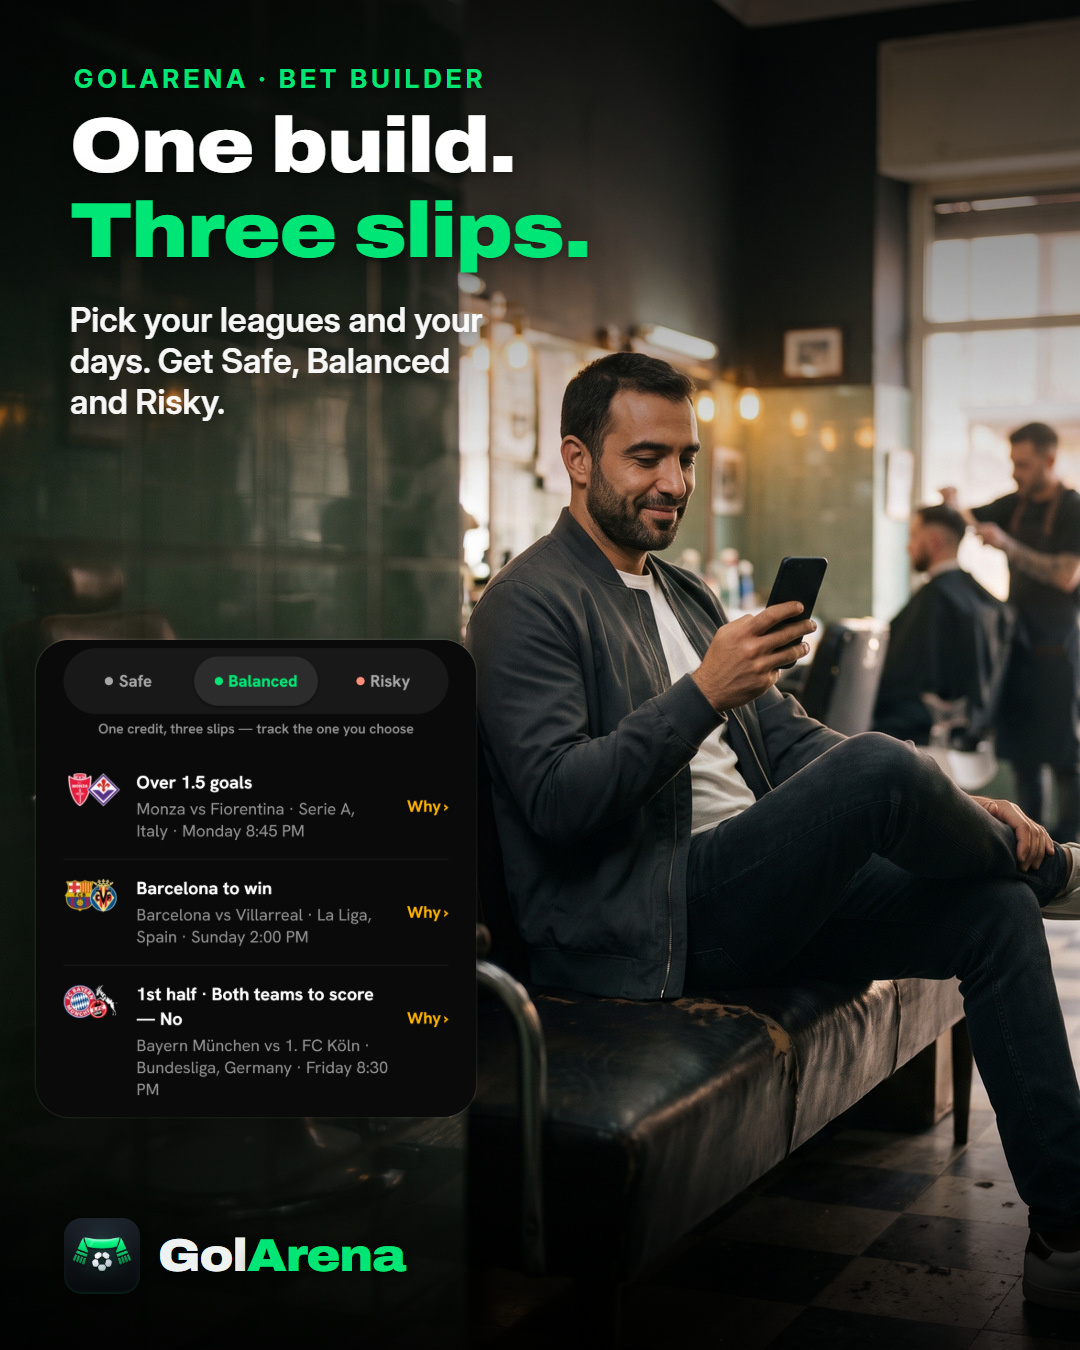 GOLARENA · BET BUILDER
One build.
Three slips.
Pick your leagues and your
days. Get Safe, Balanced
and Risky.
Safe
Balanced
Risky
One credit, three slips — track the one you choose
Over 1.5 goals
Monza vs Fiorentina · Serie A,
Italy · Monday 8:45 PM
Why ›
Barcelona to win
Barcelona vs Villarreal · La Liga,
Spain · Sunday 2:00 PM
Why ›
1st half · Both teams to score
— No
Bayern München vs 1. FC Köln ·
Bundesliga, Germany · Friday 8:30
PM
Why ›
GolArena